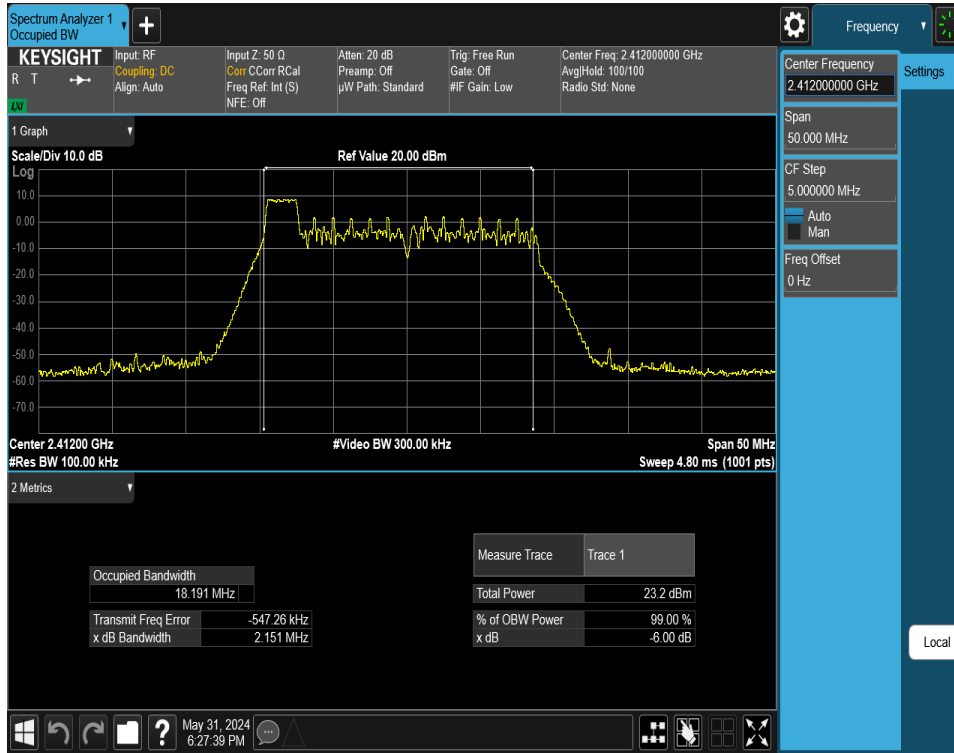 Spectrum Analyzer 1
Occupied BW
Frequency
KEYSIGHT
R T
LXI
Input: RF
Coupling: DC
Align: Auto
Input Z: 50 Ω
Corr CCorr RCal
Freq Ref: Int (S)
NFE: Off
Atten: 20 dB
Preamp: Off
µW Path: Standard
Trig: Free Run
Gate: Off
#IF Gain: Low
Center Freq: 2.412000000 GHz
Avg|Hold: 100/100
Radio Std: None
Center Frequency
2.412000000 GHz
Settings
Span
50.000 MHz
CF Step
5.000000 MHz
Auto
Man
Freq Offset
0 Hz
Local
1 Graph
Scale/Div 10.0 dB
Ref Value 20.00 dBm
Log
10.0
0.00
-10.0
-20.0
-30.0
-40.0
-50.0
-60.0
-70.0
Center 2.41200 GHz
#Video BW 300.00 kHz
Span 50 MHz
#Res BW 100.00 kHz
Sweep 4.80 ms (1001 pts)
2 Metrics
Occupied Bandwidth
18.191 MHz
Transmit Freq Error -547.26 kHz
x dB Bandwidth 2.151 MHz
Measure Trace Trace 1
Total Power 23.2 dBm
% of OBW Power 99.00 %
x dB -6.00 dB
?
May 31, 2024
6:27:39 PM